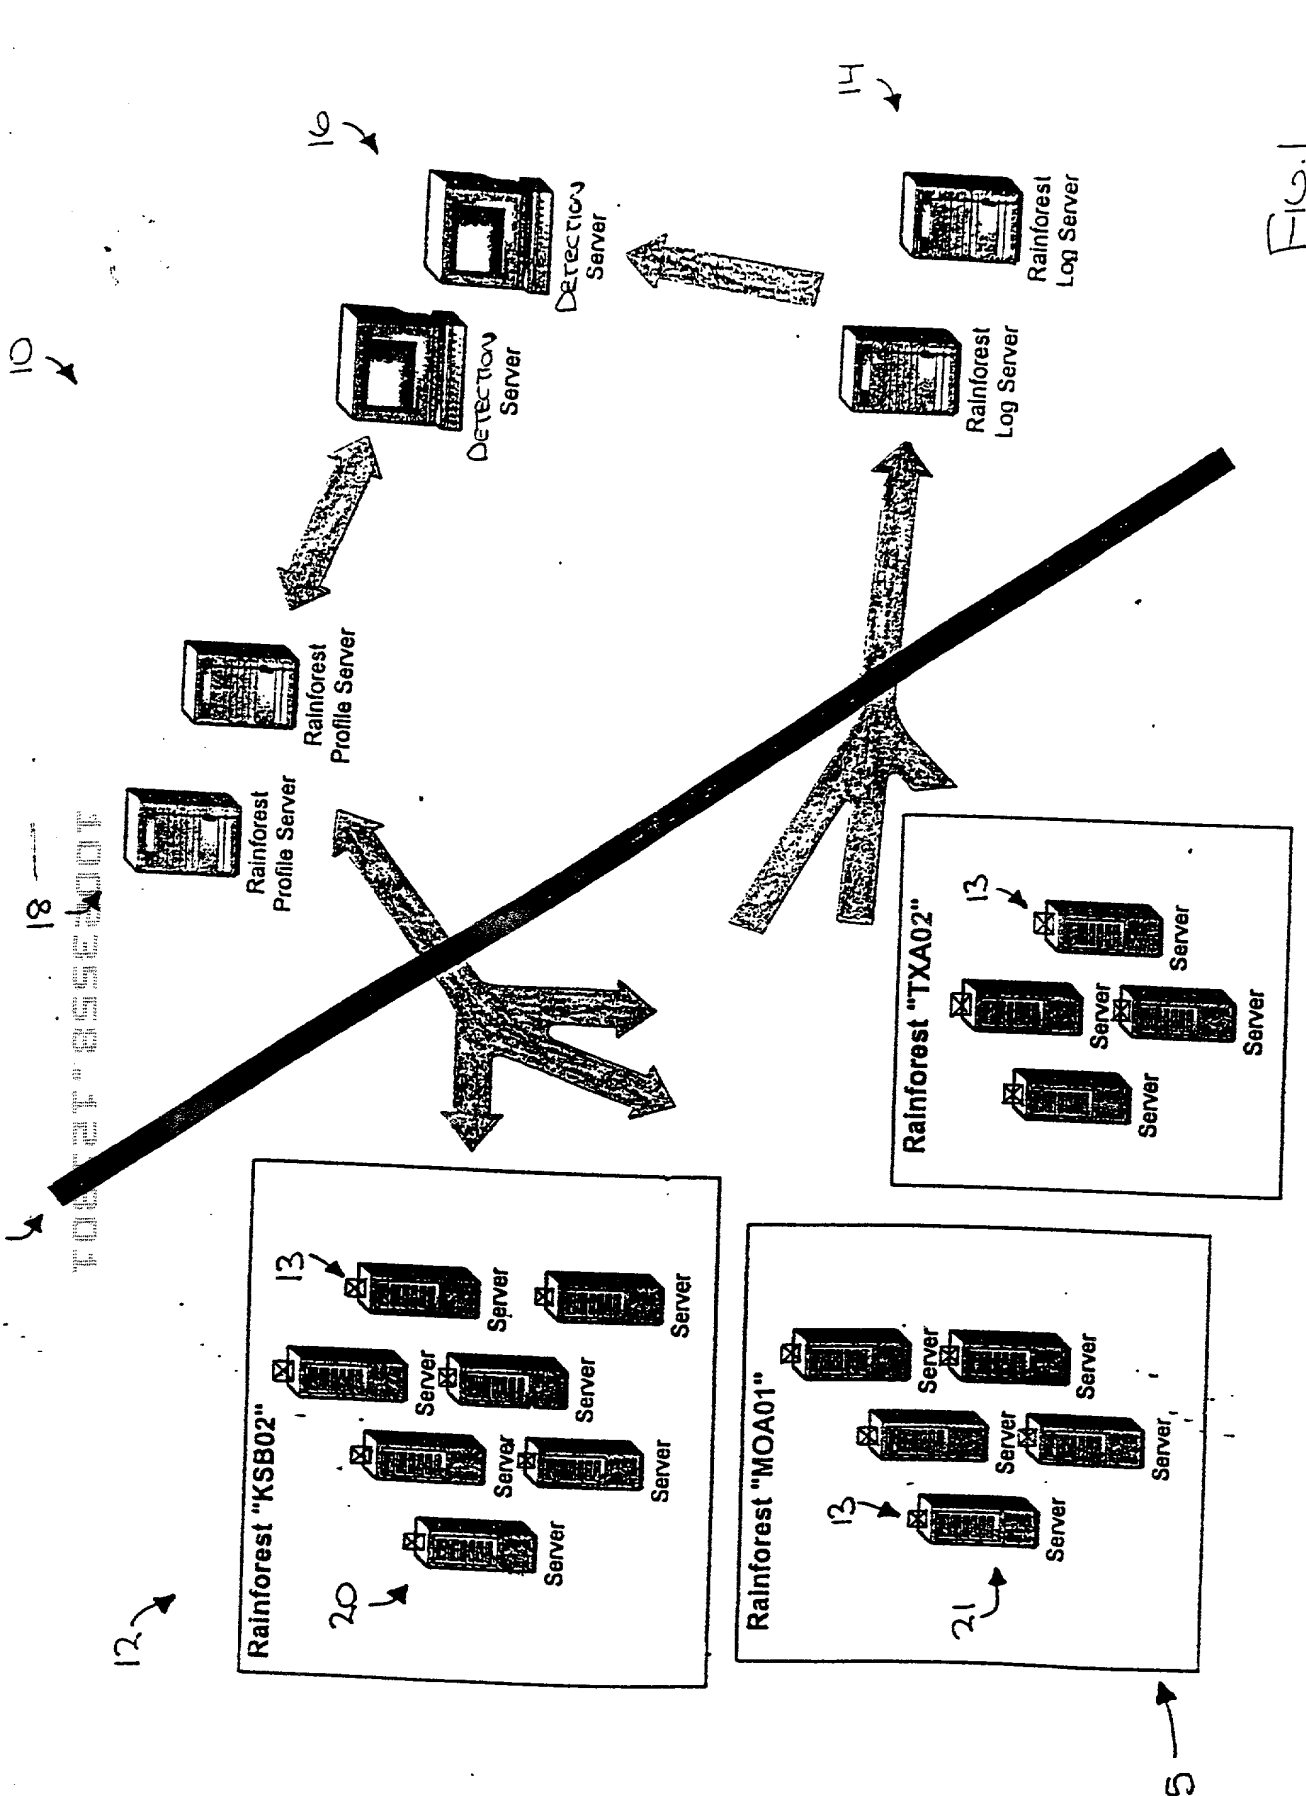 10
16
14
18
DETECTION
Server
DETECTION
Server
Rainforest
Profile Server
Rainforest
Profile Server
Rainforest
Log Server
Rainforest
Log Server
12
Rainforest "KSB02"
13
20
Server
Server
Server
Server
Server
Server
Server
Rainforest "MOA01"
13
21
Server
Server
Server
Server
Server
Rainforest "TXA02"
13
Server
Server
Server
Server
5
FIG. 1